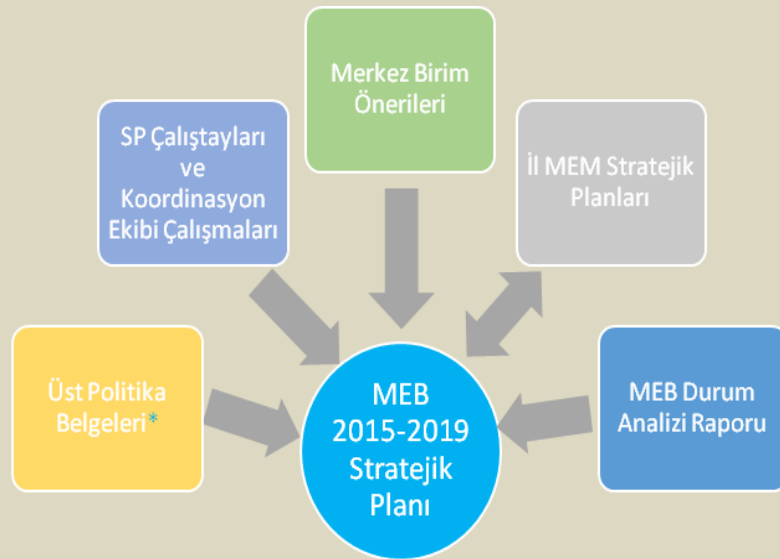 Merkez Birim
Önerileri
SP Çalıştayları
ve
Koordinasyon
Ekibi Çalışmaları
İl MEM Stratejik
Planları
Üst Politika
Belgeleri*
MEB
2015-2019
Stratejik
Planı
MEB Durum
Analizi Raporu